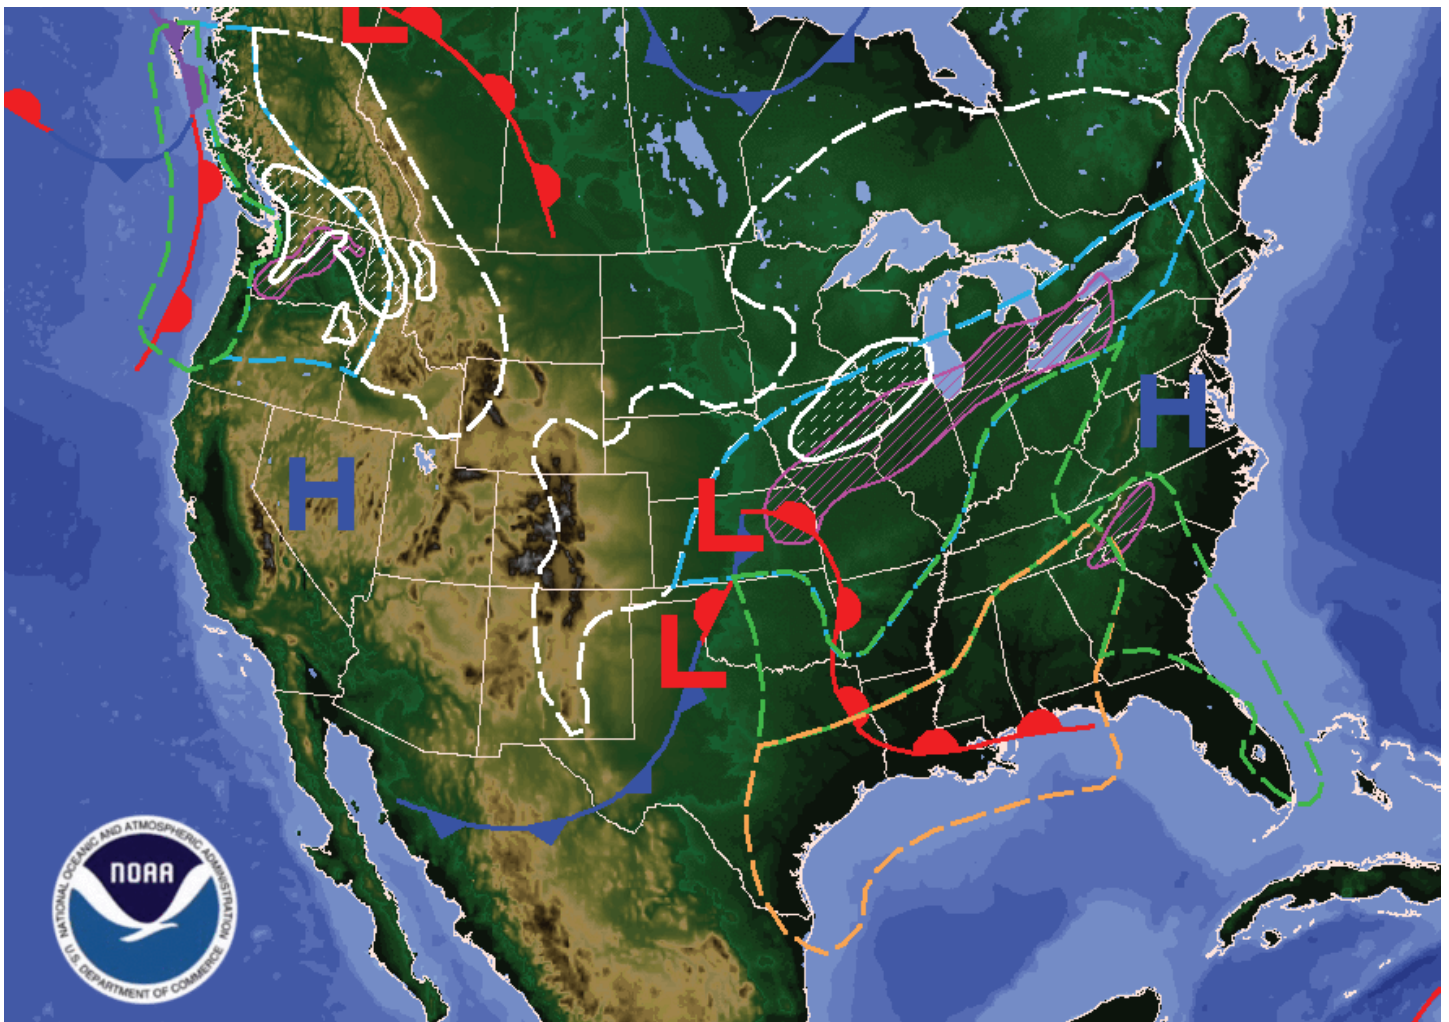 L
H
H
L
L
NATIONAL OCEANIC AND ATMOSPHERIC ADMINISTRATION
NOAA
U.S. DEPARTMENT OF COMMERCE